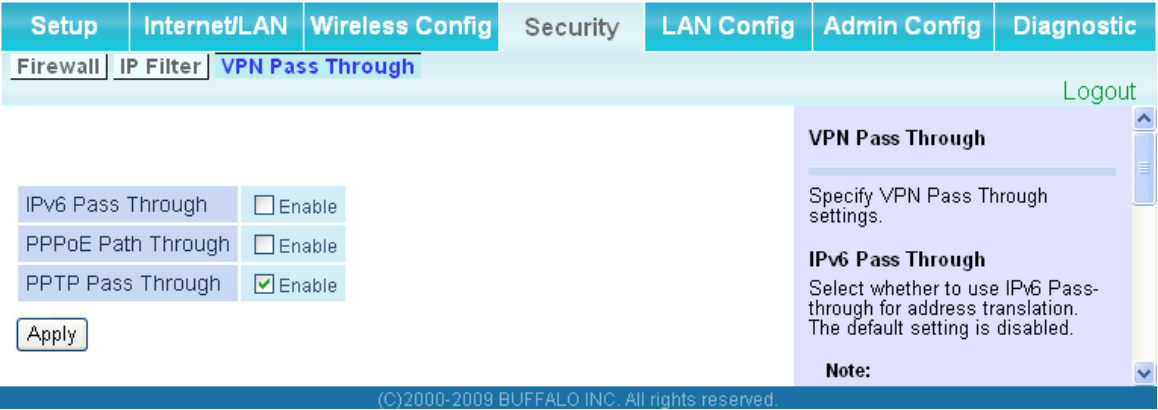 Setup Internet/LAN Wireless Config Security LAN Config Admin Config Diagnostic
Firewall IP Filter VPN Pass Through
Logout
IPv6 Pass Through Enable
PPPoE Path Through Enable
PPTP Pass Through Enable
Apply
VPN Pass Through
Specify VPN Pass Through
settings.
IPv6 Pass Through
Select whether to use IPv6 Pass-
through for address translation.
The default setting is disabled.
Note:
(C)2000-2009 BUFFALO INC. All rights reserved.